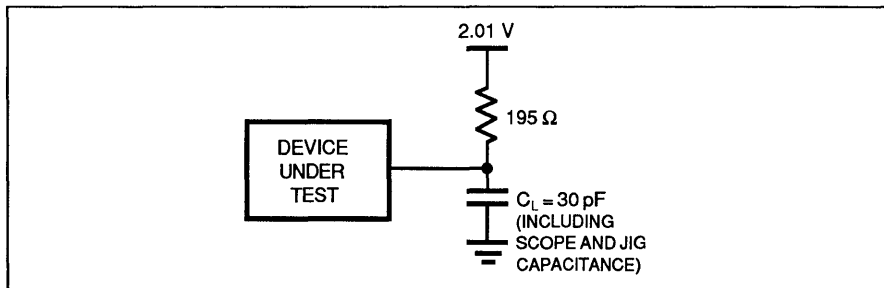 2.01 V
195 Ω
DEVICE
UNDER
TEST
C_L = 30 pF
(INCLUDING
SCOPE AND JIG
CAPACITANCE)